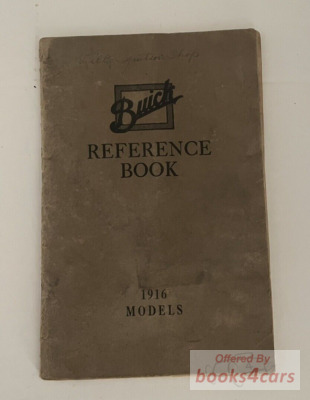 Buick
REFERENCE
BOOK
1916
MODELS
Offered By
books4cars